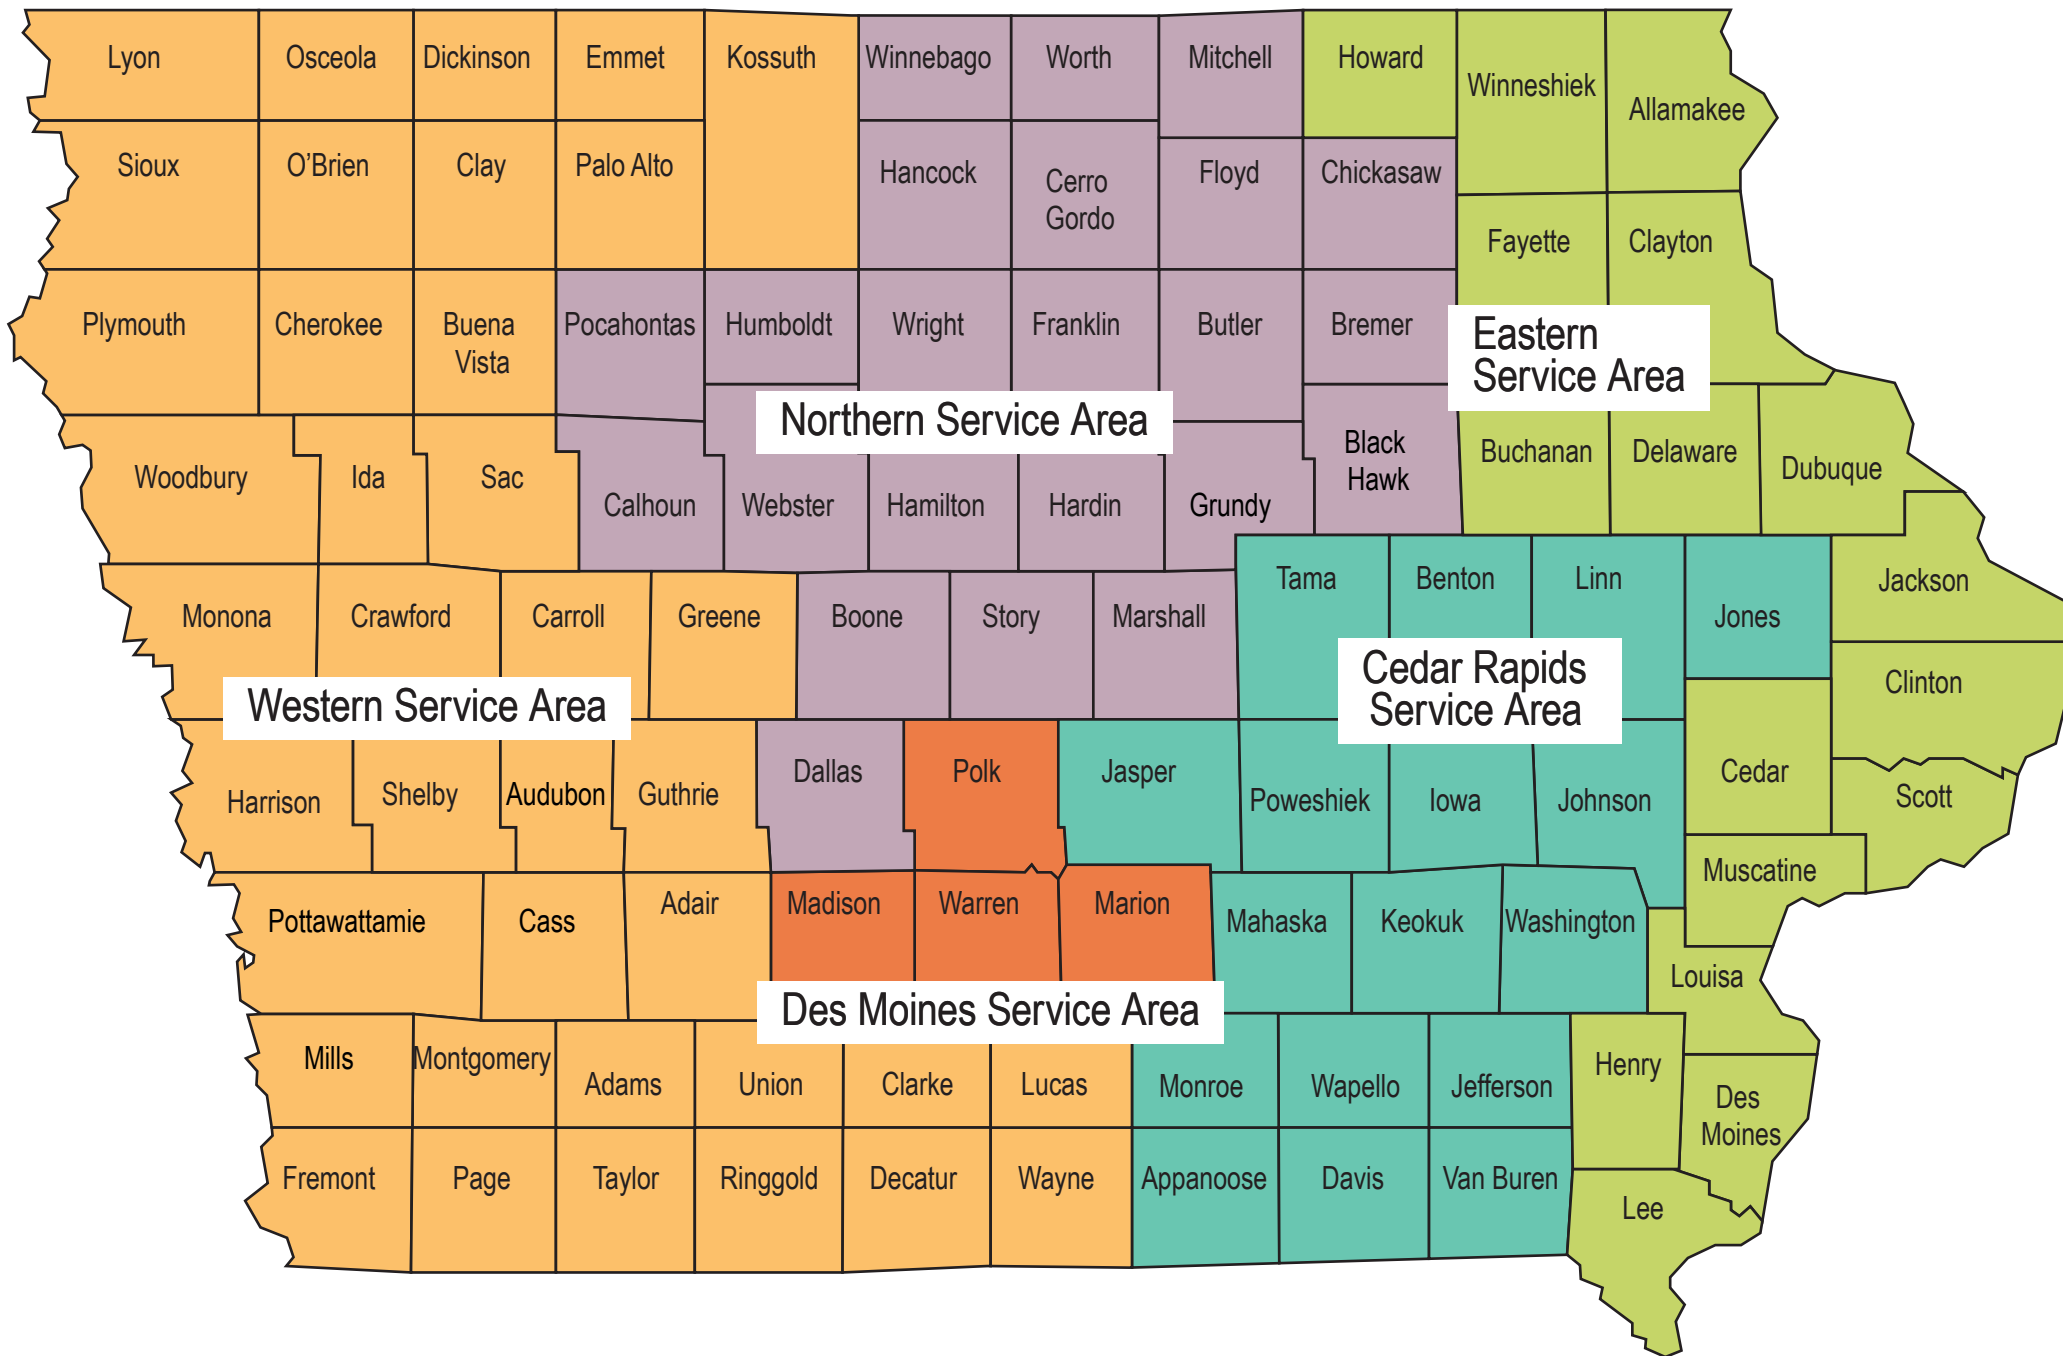 Lyon
Osceola
Dickinson
Emmet
Kossuth
Winnebago
Worth
Mitchell
Howard
Winneshiek
Allamakee
Sioux
O’Brien
Clay
Palo Alto
Hancock
Cerro
Gordo
Floyd
Chickasaw
Fayette
Clayton
Plymouth
Cherokee
Buena
Vista
Pocahontas
Humboldt
Wright
Franklin
Butler
Bremer
Eastern
Service Area
Northern Service Area
Woodbury
Ida
Sac
Calhoun
Webster
Hamilton
Hardin
Grundy
Black
Hawk
Buchanan
Delaware
Dubuque
Monona
Crawford
Carroll
Greene
Boone
Story
Marshall
Tama
Benton
Linn
Jones
Jackson
Western Service Area
Cedar Rapids
Service Area
Clinton
Harrison
Shelby
Audubon
Guthrie
Dallas
Polk
Jasper
Poweshiek
Iowa
Johnson
Cedar
Scott
Muscatine
Pottawattamie
Cass
Adair
Madison
Warren
Marion
Mahaska
Keokuk
Washington
Louisa
Des Moines Service Area
Mills
Montgomery
Adams
Union
Clarke
Lucas
Monroe
Wapello
Jefferson
Henry
Des
Moines
Fremont
Page
Taylor
Ringgold
Decatur
Wayne
Appanoose
Davis
Van Buren
Lee